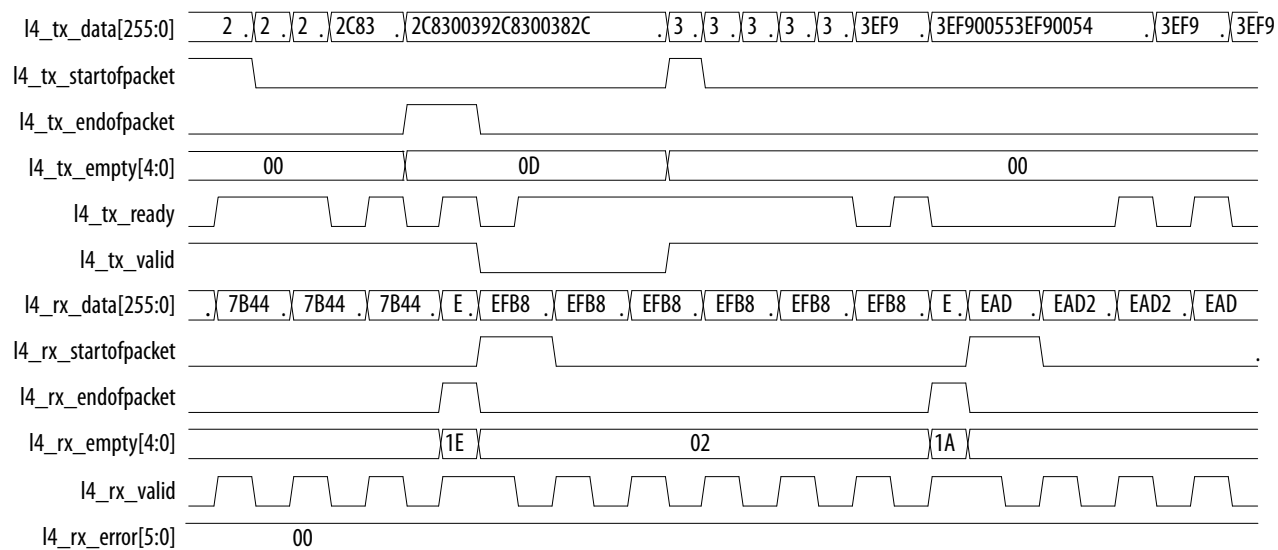 l4_tx_data[255:0] 2 . 2 . 2 . 2C83 . 2C8300392C8300382C . 3 . 3 . 3 . 3 . 3 . 3EF9 . 3EF900553EF90054 . 3EF9 . 3EF9
l4_tx_startofpacket
l4_tx_endofpacket
l4_tx_empty[4:0] 00 0D 00
l4_tx_ready
l4_tx_valid
l4_rx_data[255:0] . 7B44 . 7B44 . 7B44 . E . EFB8 . EFB8 . EFB8 . EFB8 . EFB8 . EFB8 . E . EAD . EAD2 . EAD2 . EAD
l4_rx_startofpacket .
l4_rx_endofpacket
l4_rx_empty[4:0] 1E 02 1A
l4_rx_valid
l4_rx_error[5:0] 00